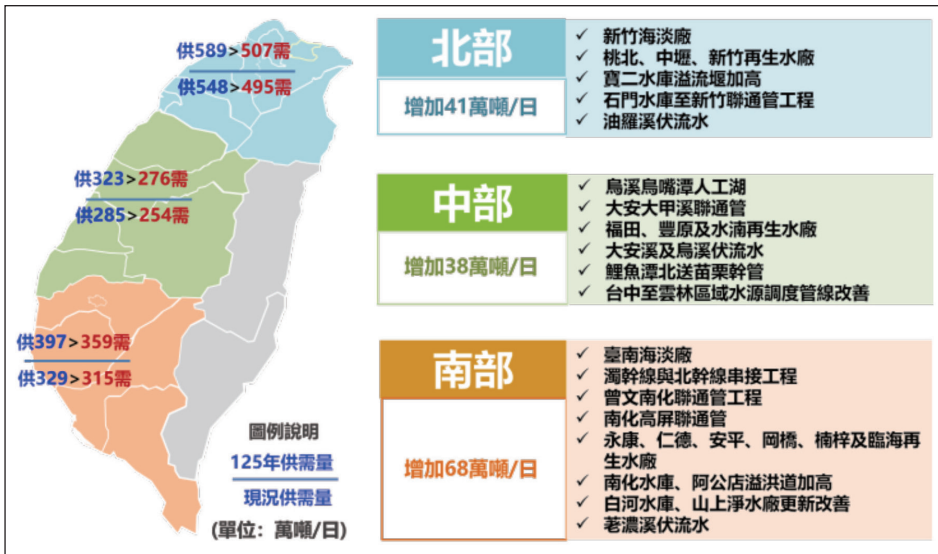 供589>507需
供548>495需
供323>276需
供285>254需
供397>359需
供329>315需
圖例說明
125年供需量
現況供需量
(單位：萬噸/日)
北部
增加41萬噸/日
✓ 新竹海淡廠
✓ 桃北、中壢、新竹再生水廠
✓ 寶二水庫溢流堰加高
✓ 石門水庫至新竹聯通管工程
✓ 油羅溪伏流水
中部
增加38萬噸/日
✓ 烏溪鳥嘴潭人工湖
✓ 大安大甲溪聯通管
✓ 福田、豐原及水湳再生水廠
✓ 大安溪及烏溪伏流水
✓ 鯉魚潭北送苗栗幹管
✓ 台中至雲林區域水源調度管線改善
南部
增加68萬噸/日
✓ 臺南海淡廠
✓ 濁幹線與北幹線串接工程
✓ 曾文南化聯通管工程
✓ 南化高屏聯通管
✓ 永康、仁德、安平、岡橋、楠梓及臨海再
生水廠
✓ 南化水庫、阿公店溢洪道加高
✓ 白河水庫、山上淨水廠更新改善
✓ 荖濃溪伏流水